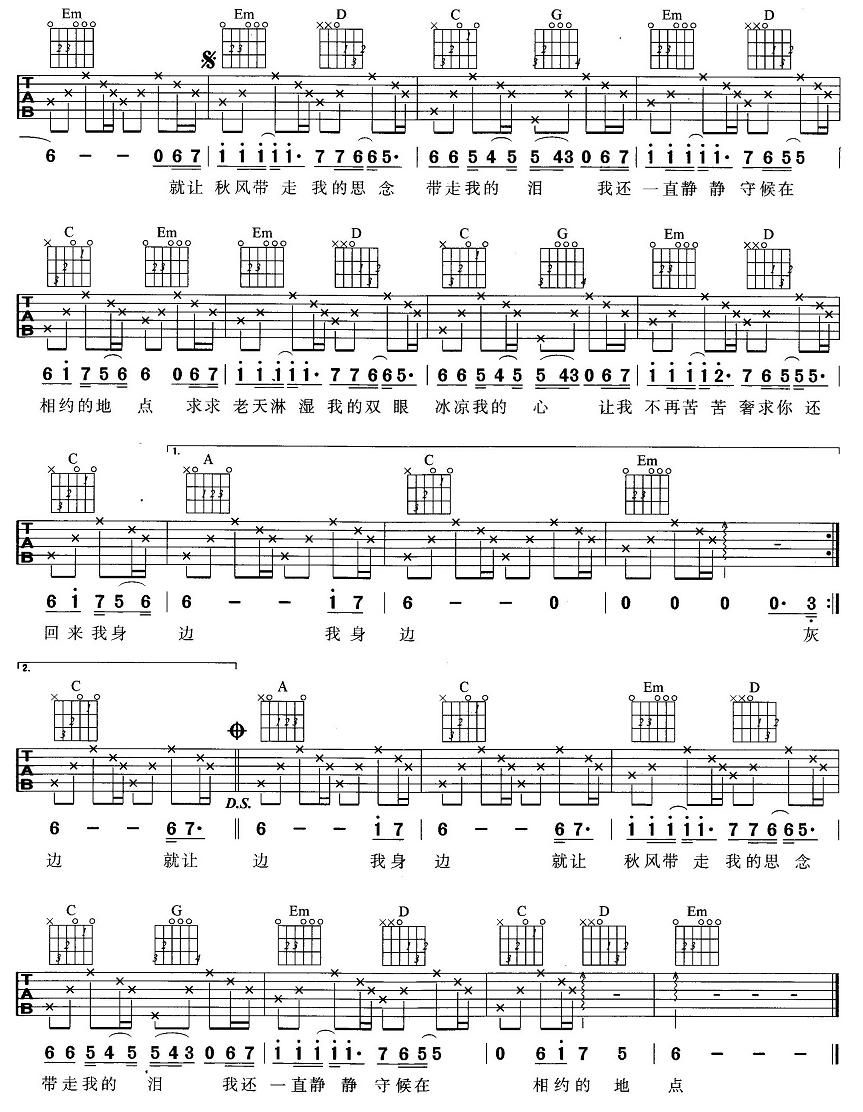 Em Em D C G Em D
T A B
6 - - 0 6 7 | i i i i i· 7 7 6 6 5· | 6 6 5 4 5 5 4 3 0 6 7 | i i i i i· 7 6 5 5 |
就让 秋风带 走 我的思 念 带走我的 泪 我还 一直静 静 守候在
C Em Em D C G Em D
T A B
6 i 7 5 6 6 0 6 7 | i i i i i· 7 7 6 6 5· | 6 6 5 4 5 5 4 3 0 6 7 | i i i i 2· 7 6 5 5 5· |
相约的地 点 求求 老天淋 湿 我的双 眼 冰凉我的 心 让我 不再苦 苦 奢求你 还
1.
C A C Em
T A B
6 i 7 5 6 | 6 - - i 7 | 6 - - 0 | 0 0 0 0· 3 :||
回来我身 边 我身 边 灰
2.
C A C Em D
T A B
D.S.
6 - - 6 7· || 6 - - i 7 | 6 - - 6 7· | i i i i i· 7 7 6 6 5· |
边 就让 边 我身 边 就让 秋风带 走 我的思 念
C G Em D C D Em
T A B
6 6 5 4 5 5 4 3 0 6 7 | i i i i i· 7 6 5 5 | 0 6 i 7 5 | 6 - - - ||
带走我的 泪 我还 一直静 静 守候在 相约的 地 点